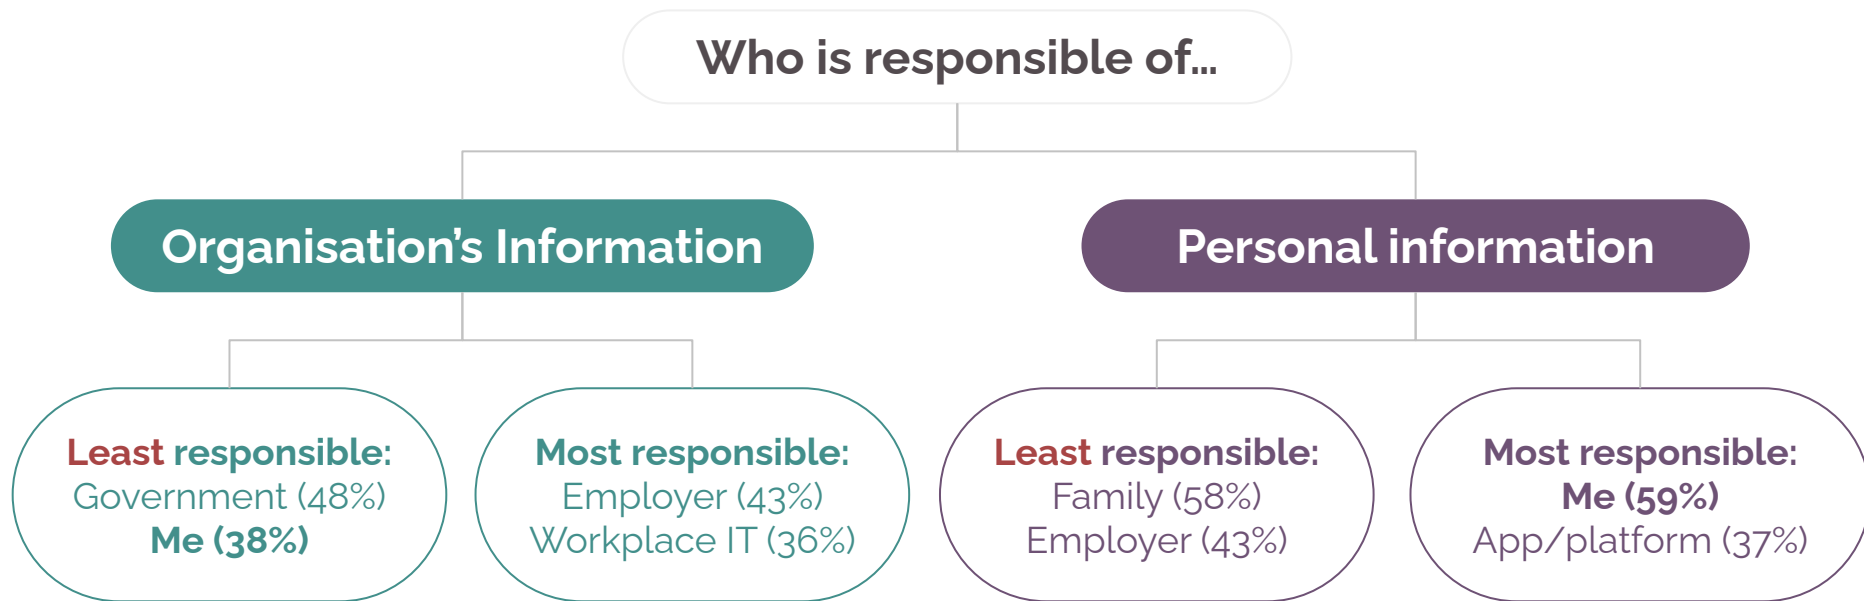 Who is responsible of...
Organisation's Information
Personal information
Least responsible:
Government (48%)
Me (38%)
Most responsible:
Employer (43%)
Workplace IT (36%)
Least responsible:
Family (58%)
Employer (43%)
Most responsible:
Me (59%)
App/platform (37%)